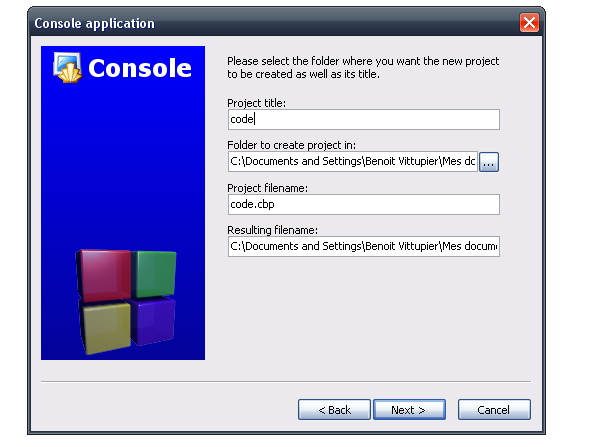 Console application
Console
Please select the folder where you want the new project
to be created as well as its title.
Project title:
code
Folder to create project in:
C:\Documents and Settings\Benoit Vittupier\Mes dc
...
Project filename:
code.cbp
Resulting filename:
C:\Documents and Settings\Benoit Vittupier\Mes docume
< Back
Next >
Cancel